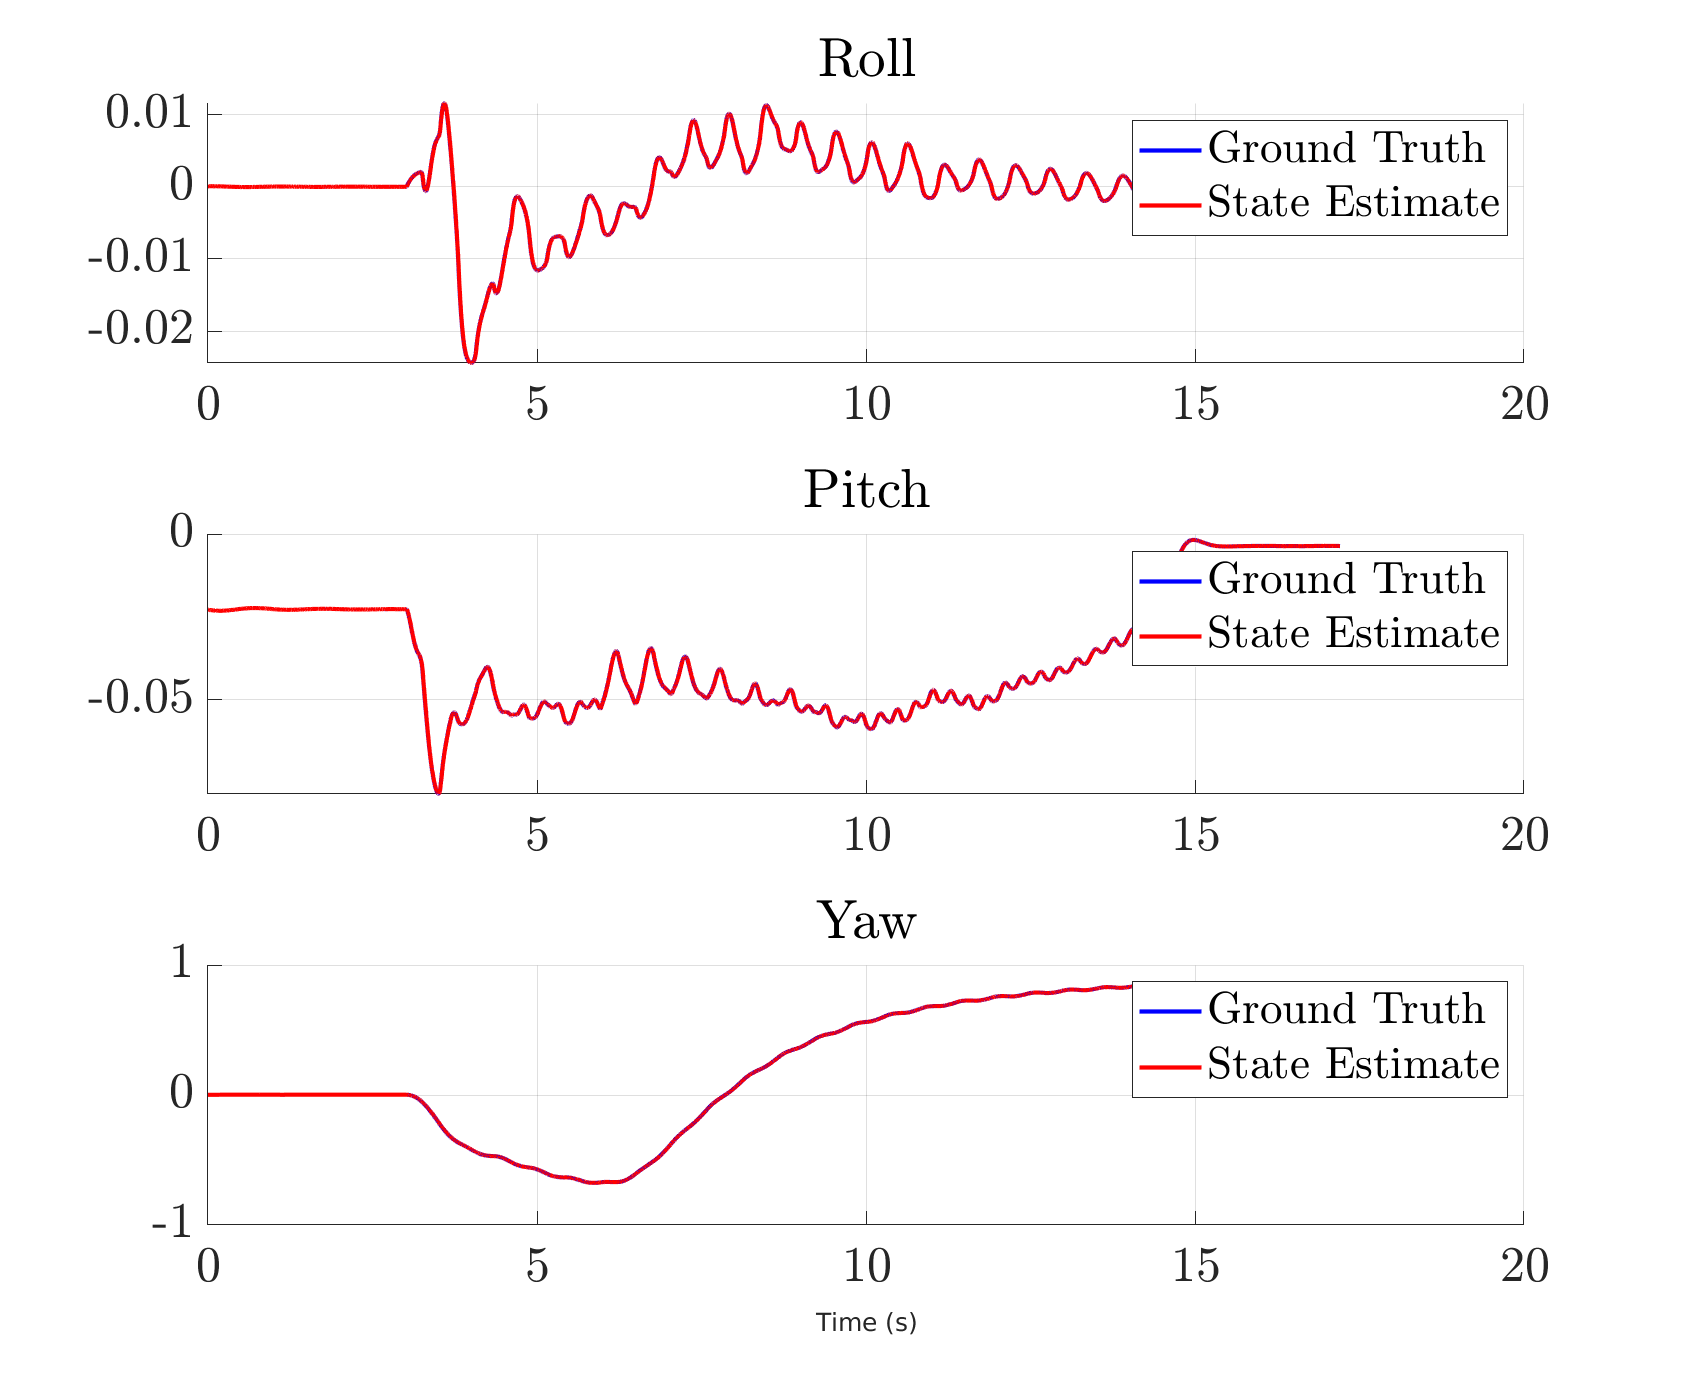 Roll
0.01
0
-0.01
-0.02
Ground Truth
State Estimate
0 5 10 15 20
Pitch
0
-0.05
Ground Truth
State Estimate
0 5 10 15 20
Yaw
1
0
-1
Ground Truth
State Estimate
0 5 10 15 20
Time (s)